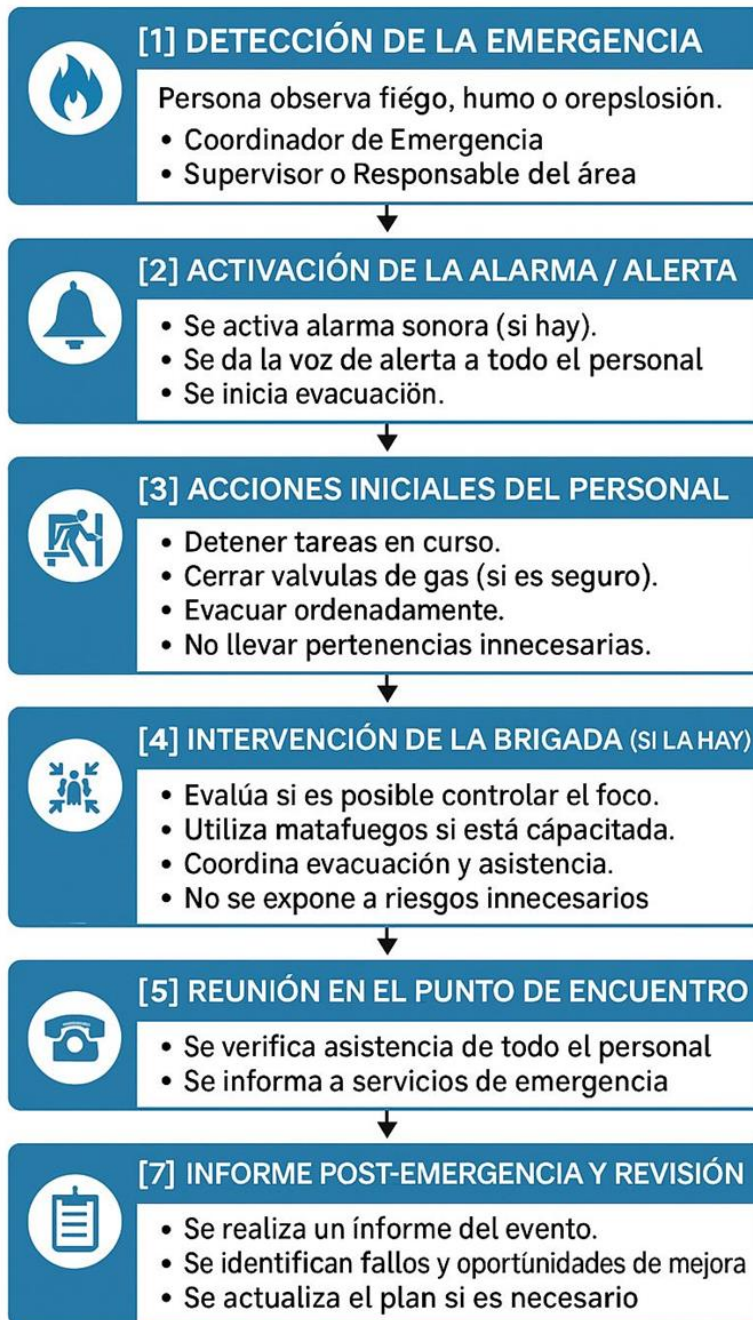 [1] DETECCIÓN DE LA EMERGENCIA
Persona observa fiégo, humo o orepslosión.
• Coordinador de Emergencia
• Supervisor o Responsable del área
[2] ACTIVACIÓN DE LA ALARMA / ALERTA
• Se activa alarma sonora (si hay).
• Se da la voz de alerta a todo el personal
• Se inicia evacuaciön.
[3] ACCIONES INICIALES DEL PERSONAL
• Detener tareas en curso.
• Cerrar valvulas de gas (si es seguro).
• Evacuar ordenadamente.
• No llevar pertenencias innecesarias.
[4] INTERVENCIÓN DE LA BRIGADA (SI LA HAY)
• Evalúa si es posible controlar el foco.
• Utiliza matafuegos si está cápacitada.
• Coordina evacuación y asistencia.
• No se expone a riesgos innecesarios
[5] REUNIÓN EN EL PUNTO DE ENCUENTRO
• Se verifica asistencia de todo el personal
• Se informa a servicios de emergencia
[7] INFORME POST-EMERGENCIA Y REVISIÓN
• Se realiza un ínforme del evento.
• Se identifican fallos y oportúnidades de mejora
• Se actualiza el plan si es necesario